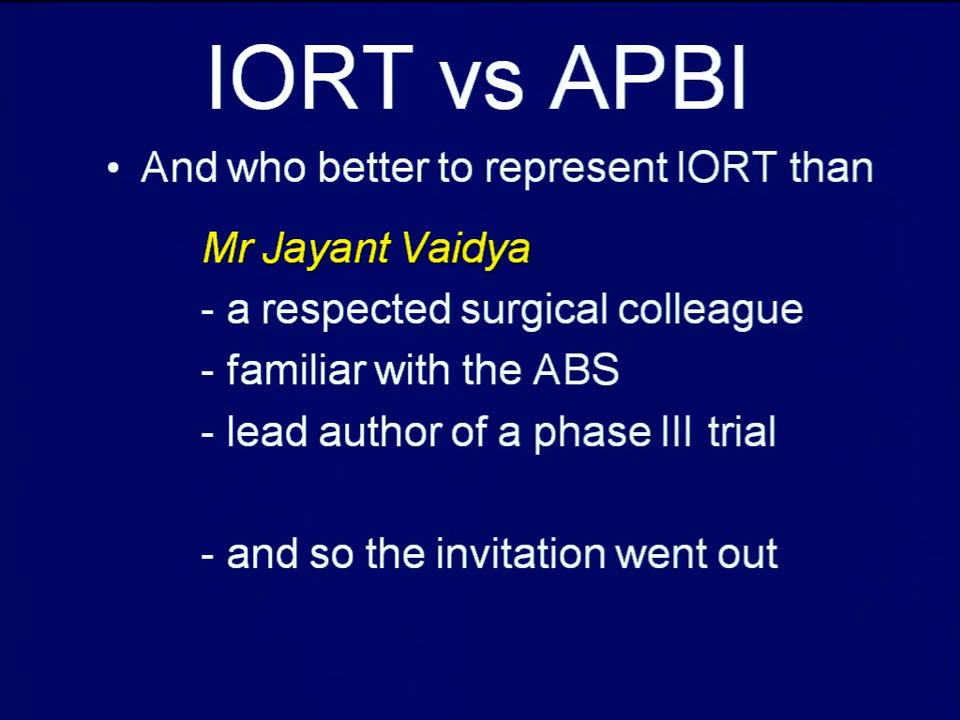 IORT vs APBI
• And who better to represent IORT than
Mr Jayant Vaidya
- a respected surgical colleague
- familiar with the ABS
- lead author of a phase III trial
- and so the invitation went out